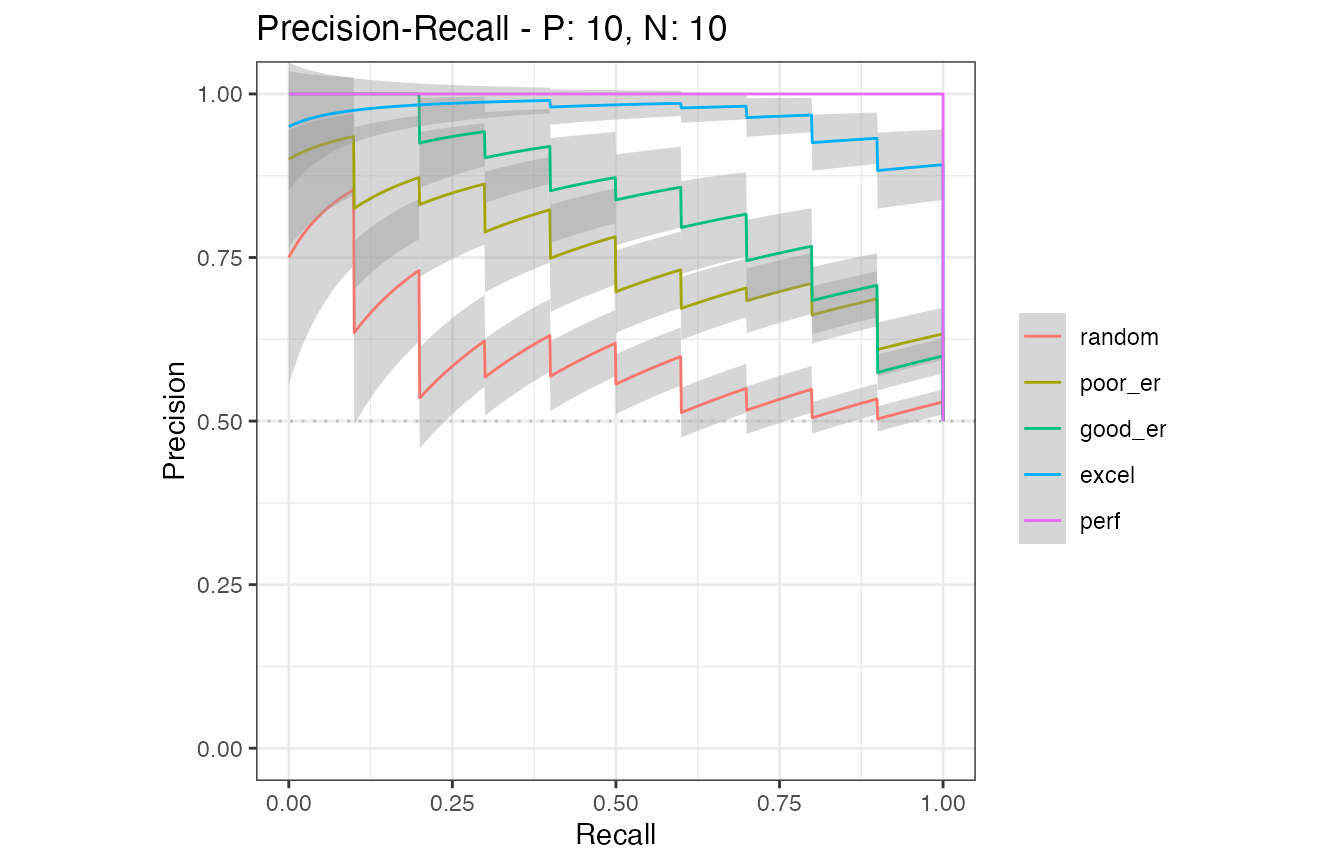 Precision-Recall - P: 10, N: 10
Precision
1.00
0.75
0.50
0.25
0.00
0.00 0.25 0.50 0.75 1.00
Recall
random
poor_er
good_er
excel
perf